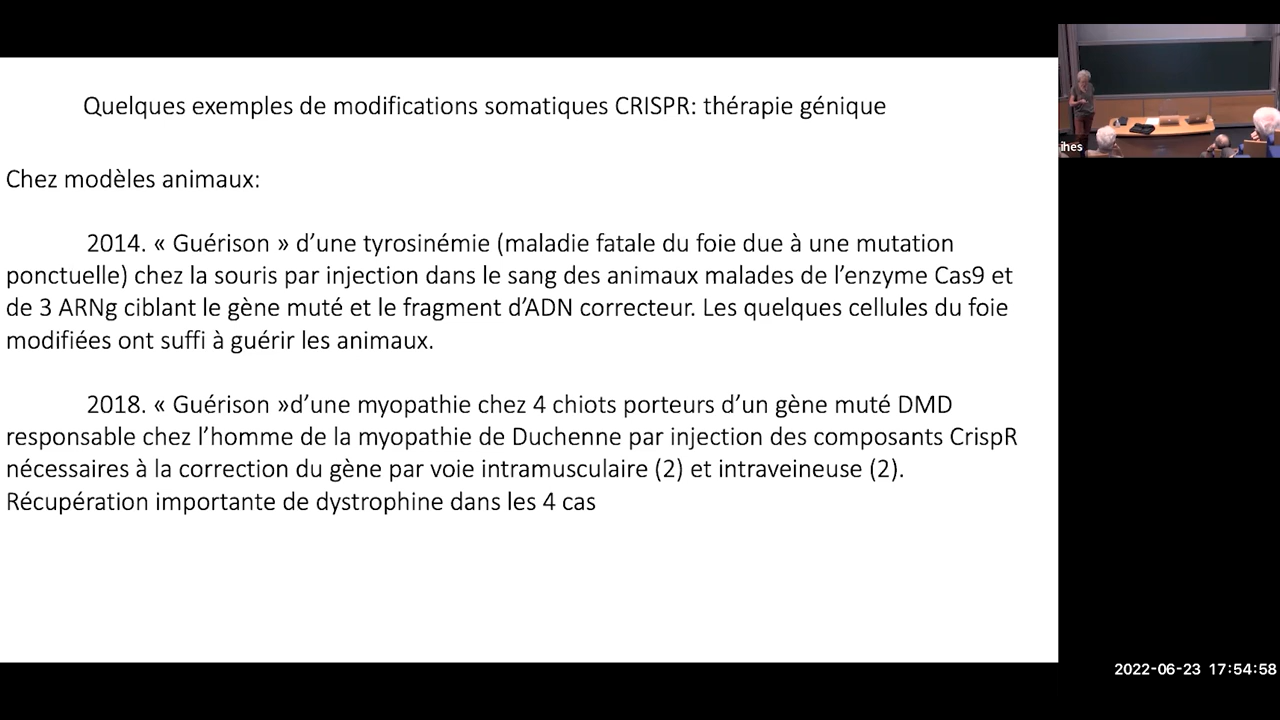 Quelques exemples de modifications somatiques CRISPR: thérapie génique
Chez modèles animaux:
2014. « Guérison » d’une tyrosinémie (maladie fatale du foie due à une mutation
ponctuelle) chez la souris par injection dans le sang des animaux malades de l’enzyme Cas9 et
de 3 ARNg ciblant le gène muté et le fragment d’ADN correcteur. Les quelques cellules du foie
modifiées ont suffi à guérir les animaux.
2018. « Guérison »d’une myopathie chez 4 chiots porteurs d’un gène muté DMD
responsable chez l’homme de la myopathie de Duchenne par injection des composants CrispR
nécessaires à la correction du gène par voie intramusculaire (2) et intraveineuse (2).
Récupération importante de dystrophine dans les 4 cas
ihes
2022-06-23 17:54:58